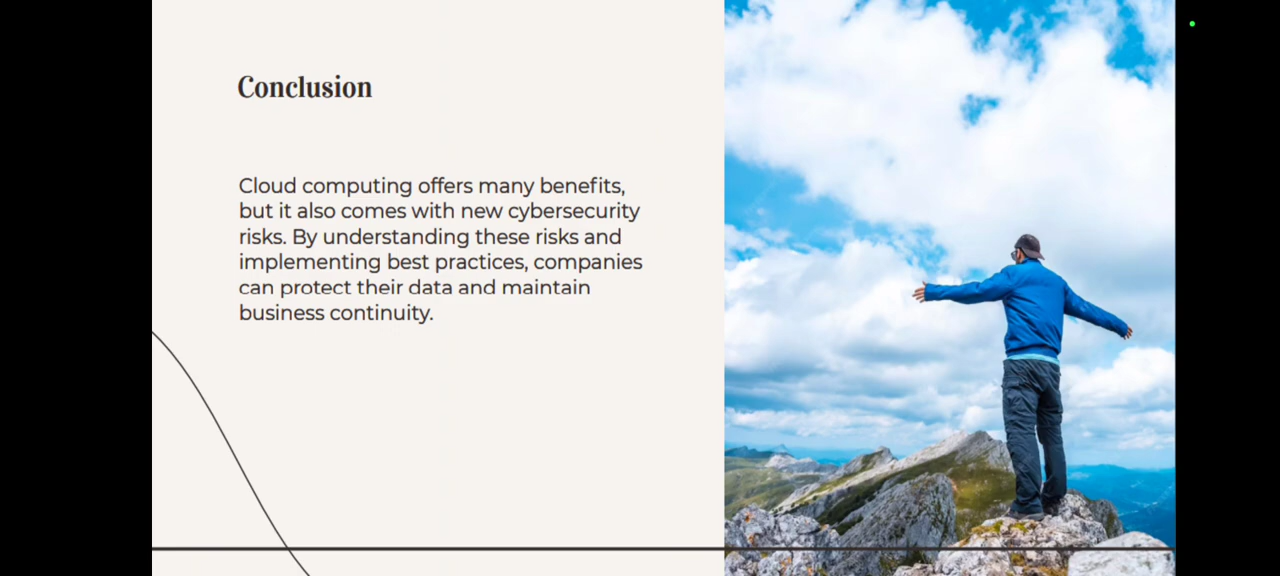 Conclusion
Cloud computing offers many benefits,
but it also comes with new cybersecurity
risks. By understanding these risks and
implementing best practices, companies
can protect their data and maintain
business continuity.